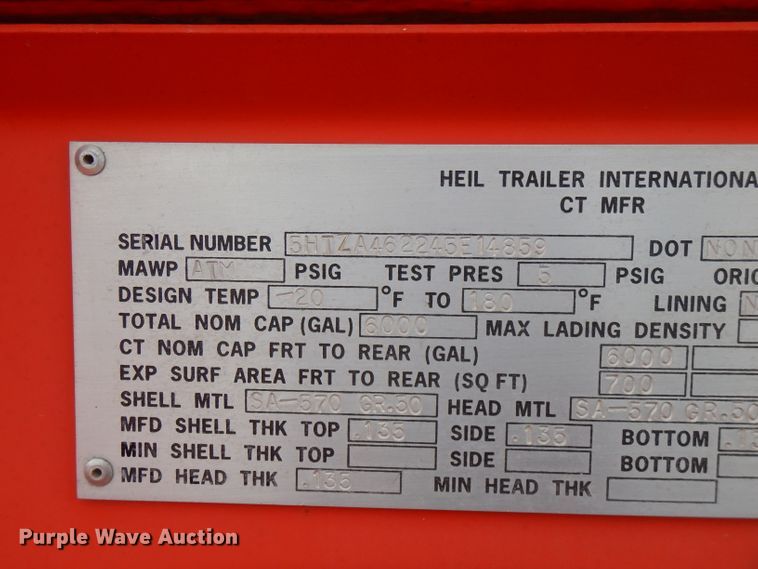 HEIL TRAILER INTERNATIONA
CT MFR
SERIAL NUMBER 5HTZA462245E14859 DOT NON
MAWP ATM PSIG TEST PRES 5 PSIG ORIG
DESIGN TEMP -20 °F TO 180 °F LINING N
TOTAL NOM CAP (GAL) 6000 MAX LADING DENSITY
CT NOM CAP FRT TO REAR (GAL) 6000
EXP SURF AREA FRT TO REAR (SQ FT) 700
SHELL MTL SA-570 GR.50 HEAD MTL SA-570 GR.50
MFD SHELL THK TOP .135 SIDE .135 BOTTOM .13
MIN SHELL THK TOP SIDE BOTTOM
MFD HEAD THK .135 MIN HEAD THK
Purple Wave Auction